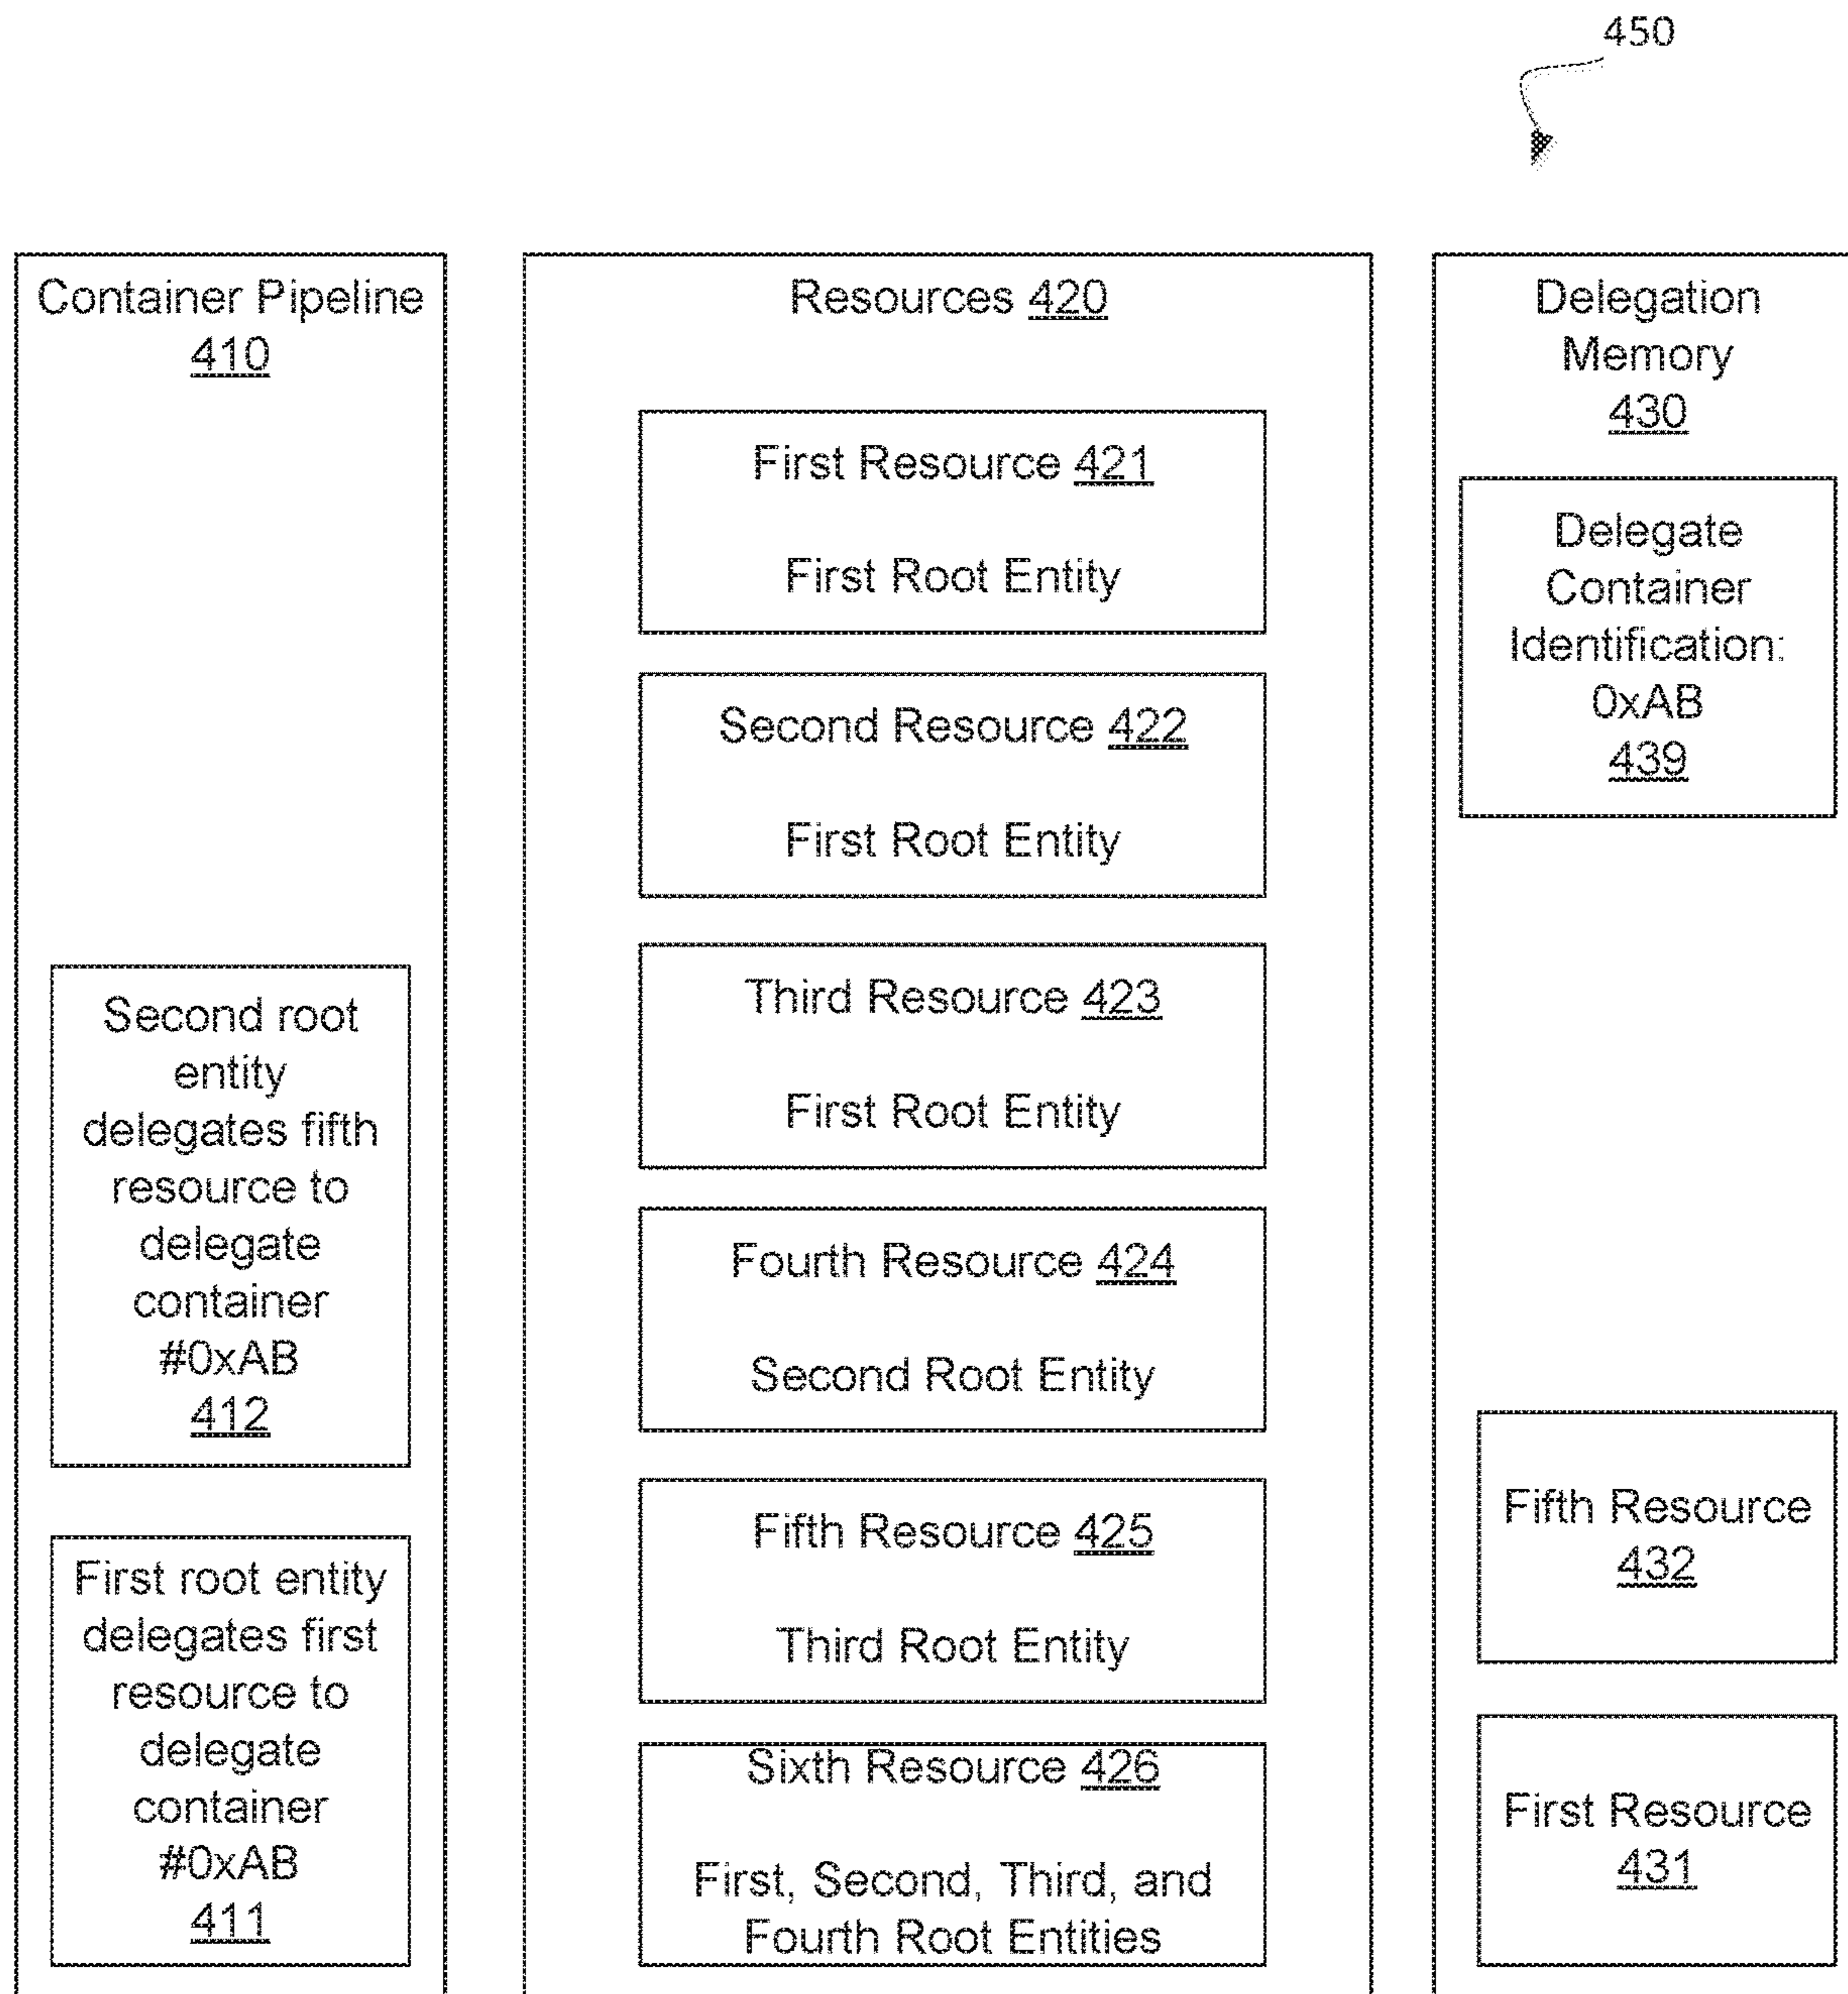 450
Container Pipeline
410
Second root
entity
delegates fifth
resource to
delegate
container
#0xAB
412
First root entity
delegates first
resource to
delegate
container
#0xAB
411
Resources 420
First Resource 421
First Root Entity
Second Resource 422
First Root Entity
Third Resource 423
First Root Entity
Fourth Resource 424
Second Root Entity
Fifth Resource 425
Third Root Entity
Sixth Resource 426
First, Second, Third, and
Fourth Root Entities
Delegation
Memory
430
Delegate
Container
Identification:
0xAB
439
Fifth Resource
432
First Resource
431